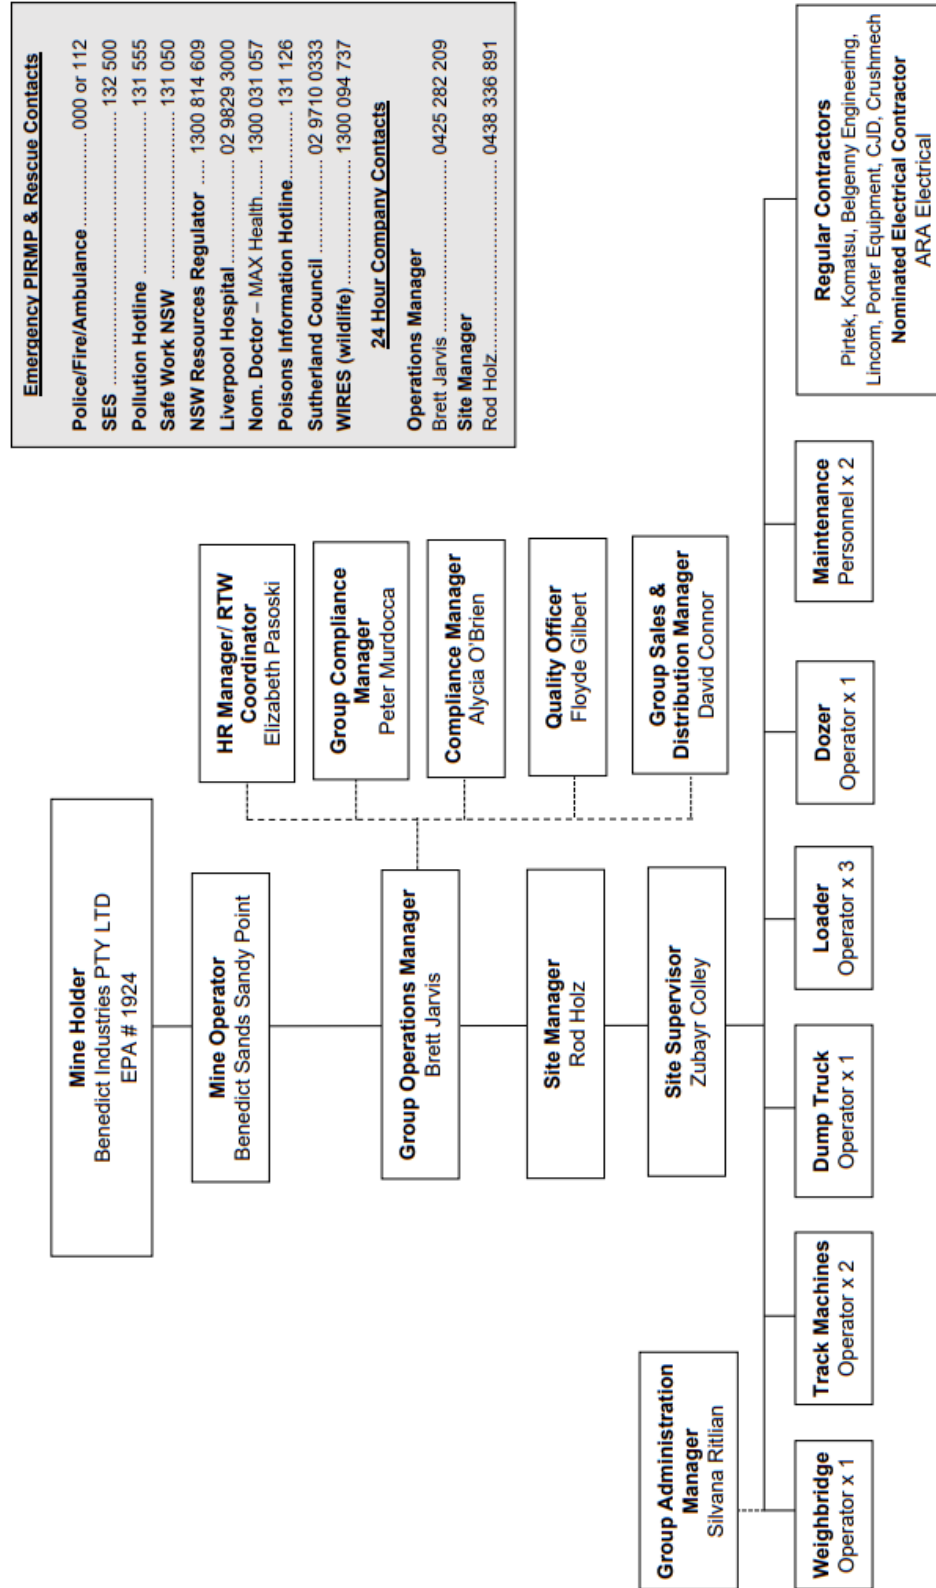 Mine Holder
Benedict Industries PTY LTD
EPA # 1924
Mine Operator
Benedict Sands Sandy Point
Group Operations Manager
Brett Jarvis
Site Manager
Rod Holz
Site Supervisor
Zubayr Colley
HR Manager/ RTW
Coordinator
Elizabeth Pasoski
Group Compliance
Manager
Peter Murdocca
Compliance Manager
Alycia O'Brien
Quality Officer
Floyde Gilbert
Group Sales &
Distribution Manager
David Connor
Emergency PIRMP & Rescue Contacts
Police/Fire/Ambulance................ 000 or 112
SES ........................................ 132 500
Pollution Hotline ........................ 131 555
Safe Work NSW ........................ 131 050
NSW Resources Regulator ..... 1300 814 609
Liverpool Hospital.............. 02 9829 3000
Nom. Doctor – MAX Health....... 1300 031 057
Poisons Information Hotline......... 131 126
Sutherland Council ............. 02 9710 0333
WIRES (wildlife).................. 1300 094 737
24 Hour Company Contacts
Operations Manager
Brett Jarvis ............................ 0425 282 209
Site Manager
Rod Holz................................ 0438 336 891
Group Administration
Manager
Silvana Ritlian
Weighbridge
Operator x 1
Track Machines
Operator x 2
Dump Truck
Operator x 1
Loader
Operator x 3
Dozer
Operator x 1
Maintenance
Personnel x 2
Regular Contractors
Pirtek, Komatsu, Belgenny Engineering,
Lincom, Porter Equipment, CJD, Crushmech
Nominated Electrical Contractor
ARA Electrical